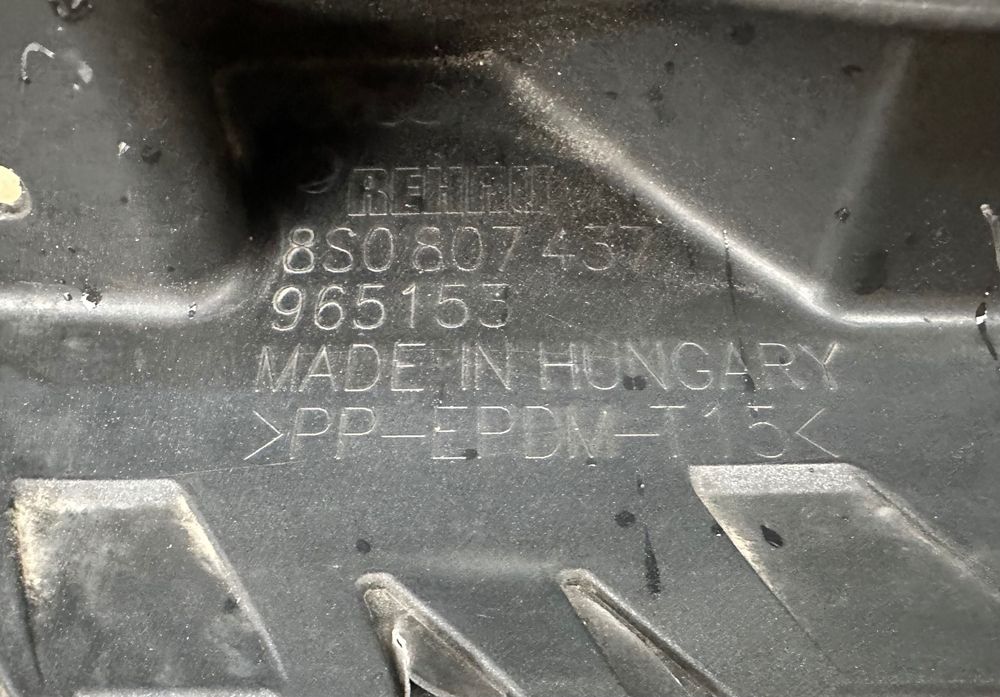 REHAU
8S0 807 437
965153
MADE IN HUNGARY
>PP-EPDM-T15<